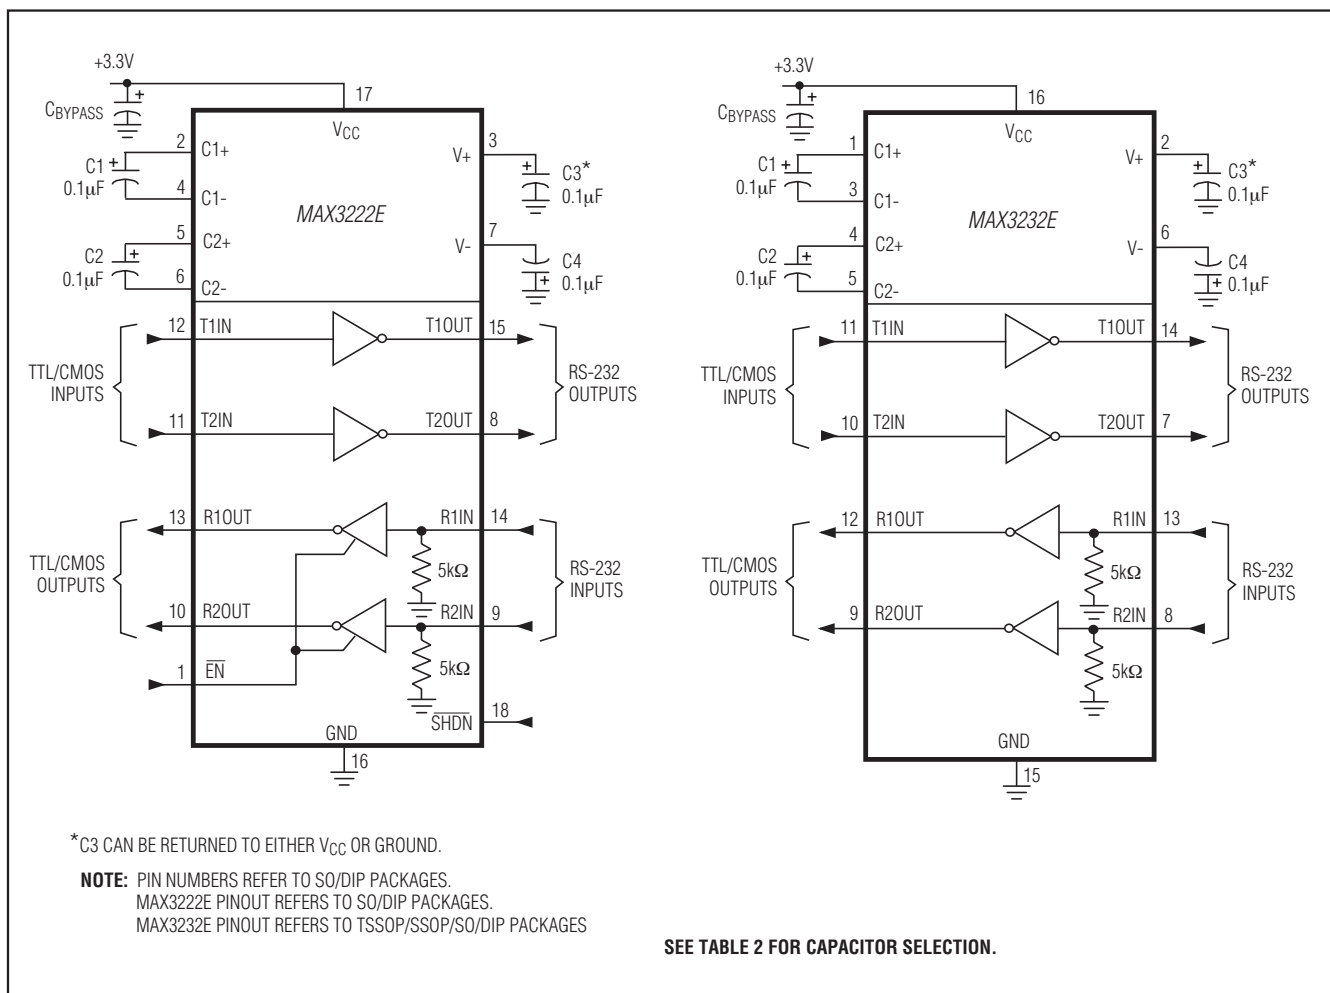 +3.3V
CBYPASS
17
VCC
2
C1+
C1
0.1µF
4
C1-
5
C2+
C2
0.1µF
6
C2-
MAX3222E
3
V+
C3*
0.1µF
7
V-
C4
0.1µF
12
T1IN
T1OUT
15
TTL/CMOS
INPUTS
RS-232
OUTPUTS
11
T2IN
T2OUT
8
13
R1OUT
R1IN
14
TTL/CMOS
OUTPUTS
5kΩ
RS-232
INPUTS
10
R2OUT
R2IN
9
5kΩ
1
EN
SHDN
18
GND
16
+3.3V
CBYPASS
16
VCC
1
C1+
C1
0.1µF
3
C1-
4
C2+
C2
0.1µF
5
C2-
MAX3232E
2
V+
C3*
0.1µF
6
V-
C4
0.1µF
11
T1IN
T1OUT
14
TTL/CMOS
INPUTS
RS-232
OUTPUTS
10
T2IN
T2OUT
7
12
R1OUT
R1IN
13
TTL/CMOS
OUTPUTS
5kΩ
RS-232
INPUTS
9
R2OUT
R2IN
8
5kΩ
GND
15
*C3 CAN BE RETURNED TO EITHER VCC OR GROUND.
NOTE: PIN NUMBERS REFER TO SO/DIP PACKAGES.
MAX3222E PINOUT REFERS TO SO/DIP PACKAGES.
MAX3232E PINOUT REFERS TO TSSOP/SSOP/SO/DIP PACKAGES
SEE TABLE 2 FOR CAPACITOR SELECTION.